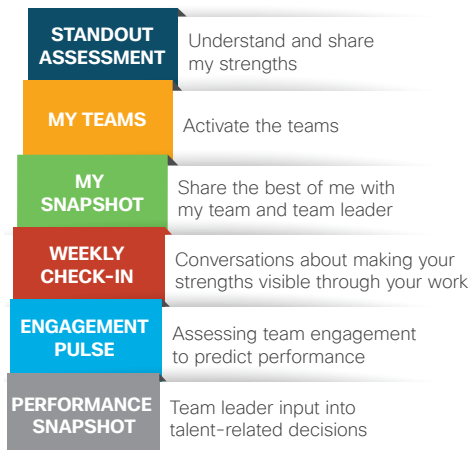 STANDOUT
ASSESSMENT
Understand and share
my strengths
MY TEAMS
Activate the teams
MY
SNAPSHOT
Share the best of me with
my team and team leader
WEEKLY
CHECK-IN
Conversations about making your
strengths visible through your work
ENGAGEMENT
PULSE
Assessing team engagement
to predict performance
PERFORMANCE
SNAPSHOT
Team leader input into
talent-related decisions